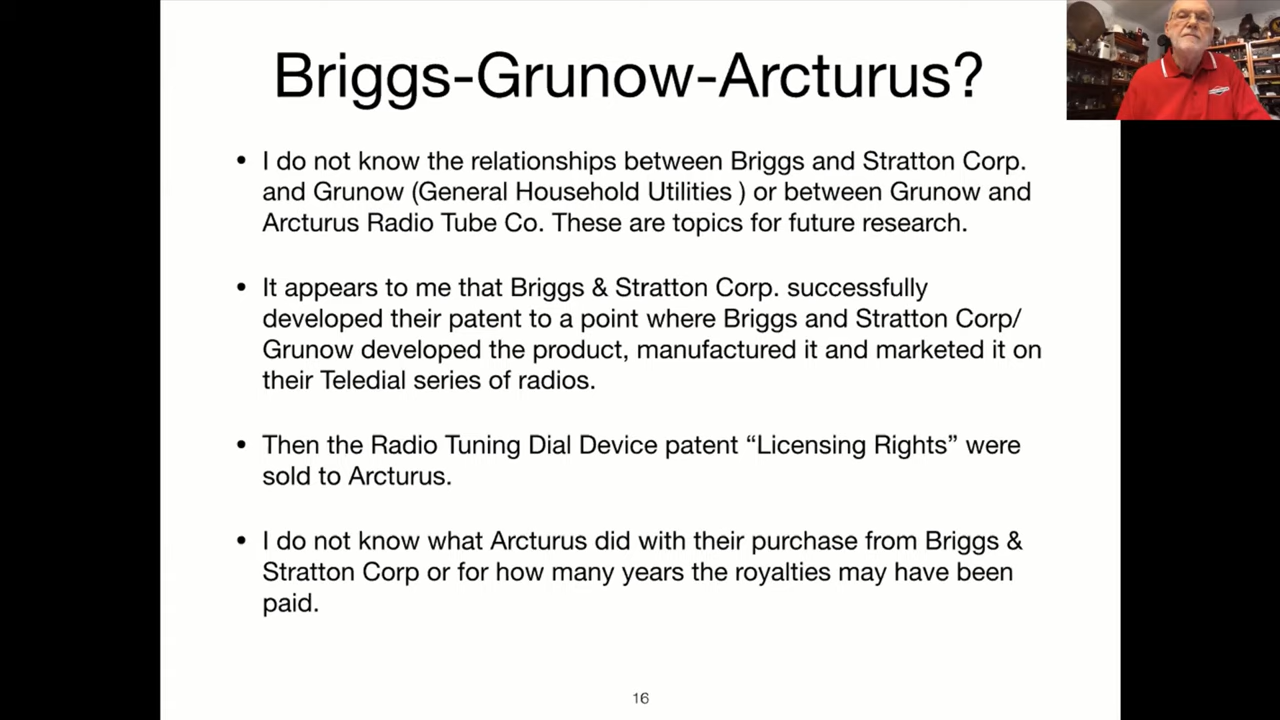 Briggs-Grunow-Arcturus?
• I do not know the relationships between Briggs and Stratton Corp.
and Grunow (General Household Utilities ) or between Grunow and
Arcturus Radio Tube Co. These are topics for future research.
• It appears to me that Briggs & Stratton Corp. successfully
developed their patent to a point where Briggs and Stratton Corp/
Grunow developed the product, manufactured it and marketed it on
their Teledial series of radios.
• Then the Radio Tuning Dial Device patent “Licensing Rights” were
sold to Arcturus.
• I do not know what Arcturus did with their purchase from Briggs &
Stratton Corp or for how many years the royalties may have been
paid.
16